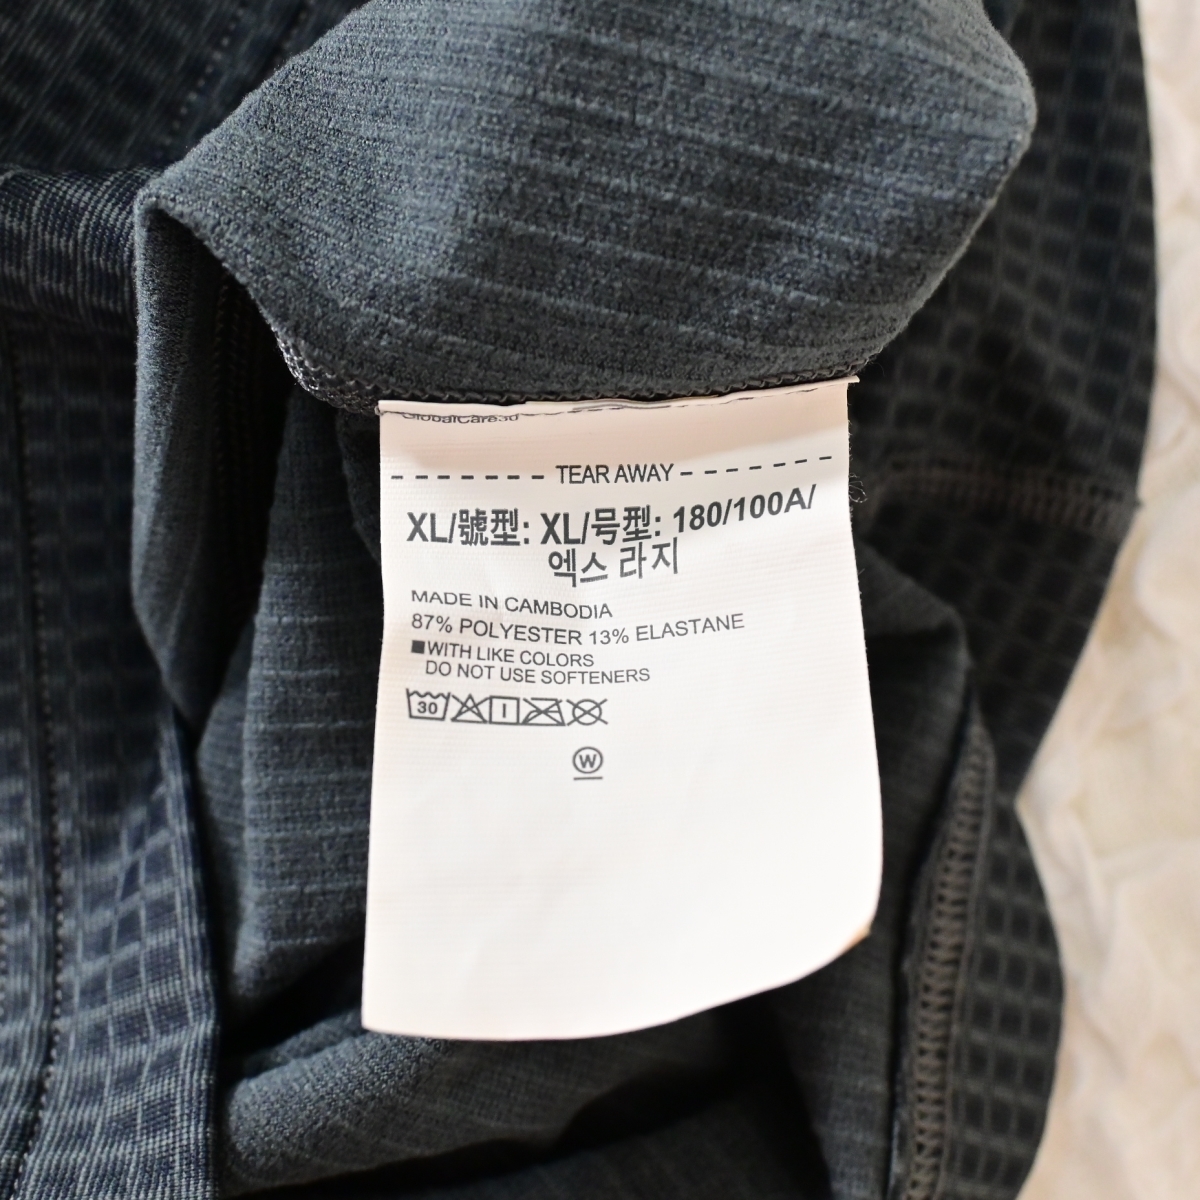 GlobalCare30
TEAR AWAY
XL/號型: XL/号型: 180/100A/
엑스 라지
MADE IN CAMBODIA
87% POLYESTER 13% ELASTANE
■WITH LIKE COLORS
DO NOT USE SOFTENERS
30
W